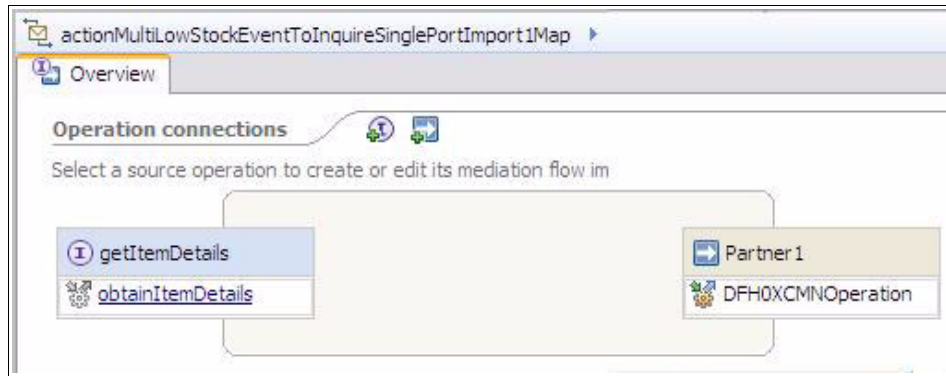 actionMultiLowStockEventToInquireSinglePortImport1Map
Overview
Operation connections
Select a source operation to create or edit its mediation flow im
getItemDetails
Partner1
obtainItemDetails
DFH0XCMNOperation